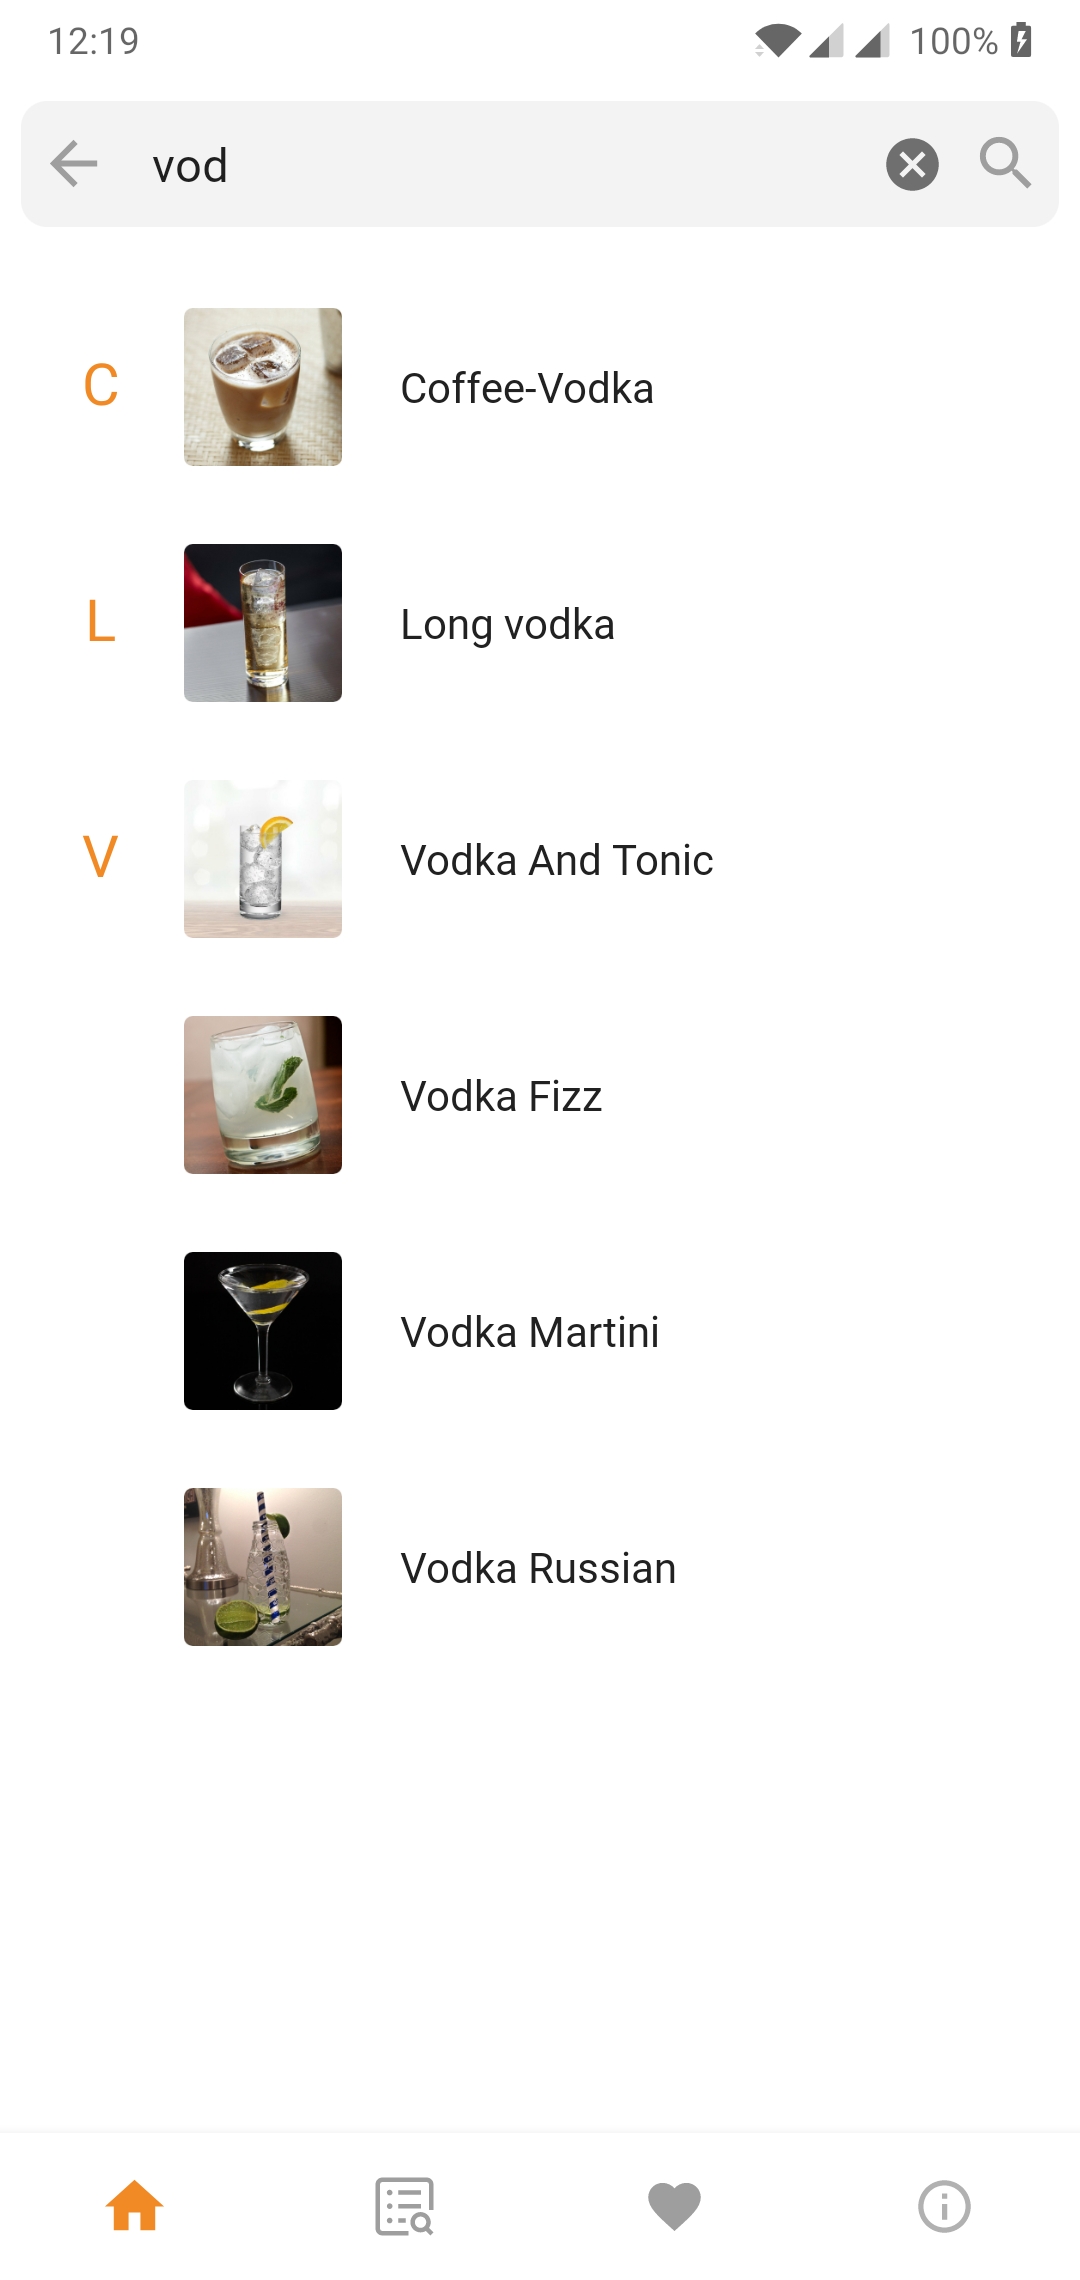 12:19
100%
vod
C
Coffee-Vodka
L
Long vodka
V
Vodka And Tonic
Vodka Fizz
Vodka Martini
Vodka Russian